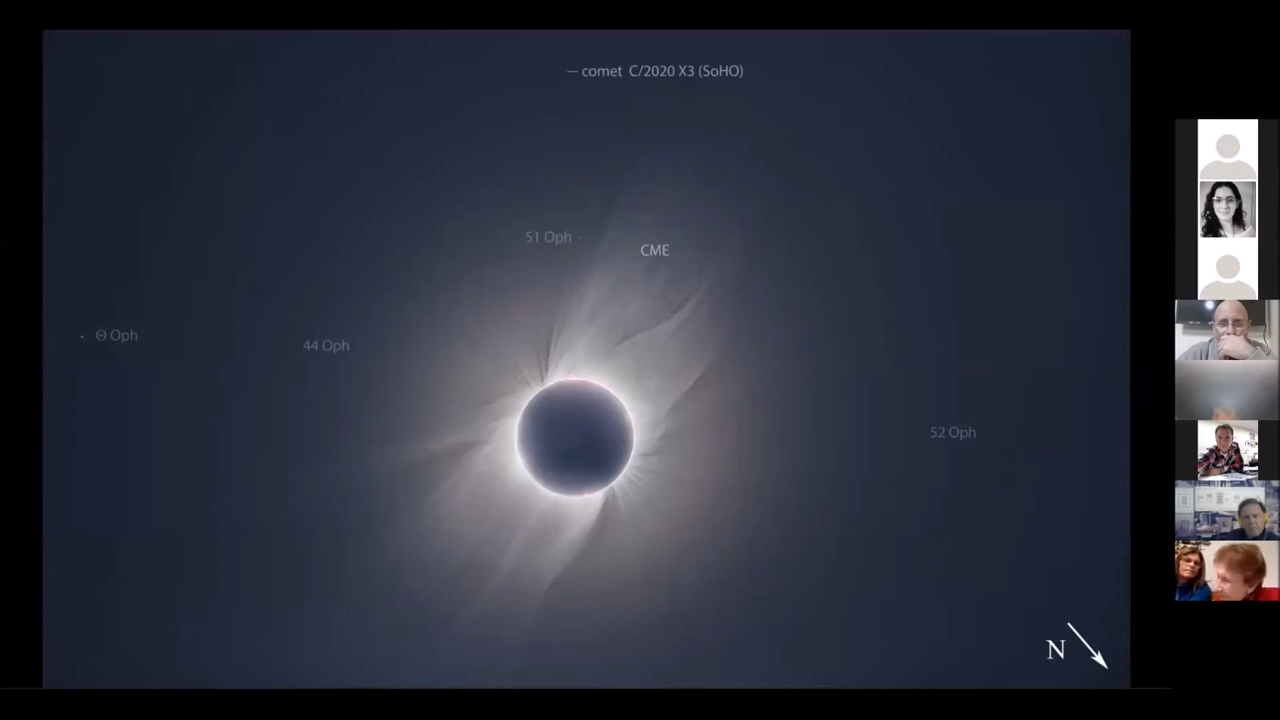 — comet C/2020 X3 (SoHO)
51 Oph
CME
Θ Oph
44 Oph
52 Oph
N